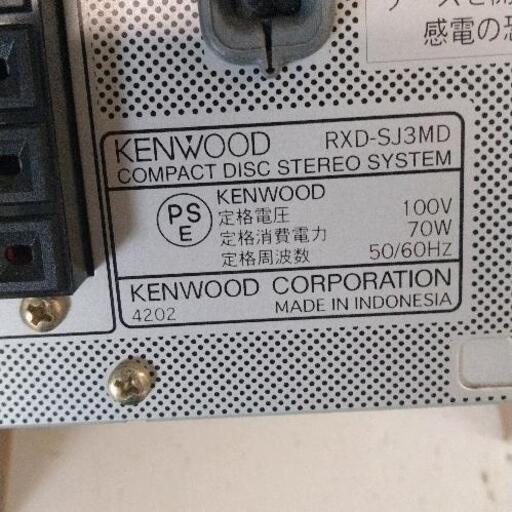 感電の恐
KENWOOD RXD-SJ3MD
COMPACT DISC STEREO SYSTEM
PS
E
KENWOOD
定格電圧 100V
定格消費電力 70W
定格周波数 50/60Hz
KENWOOD CORPORATION
4202 MADE IN INDONESIA